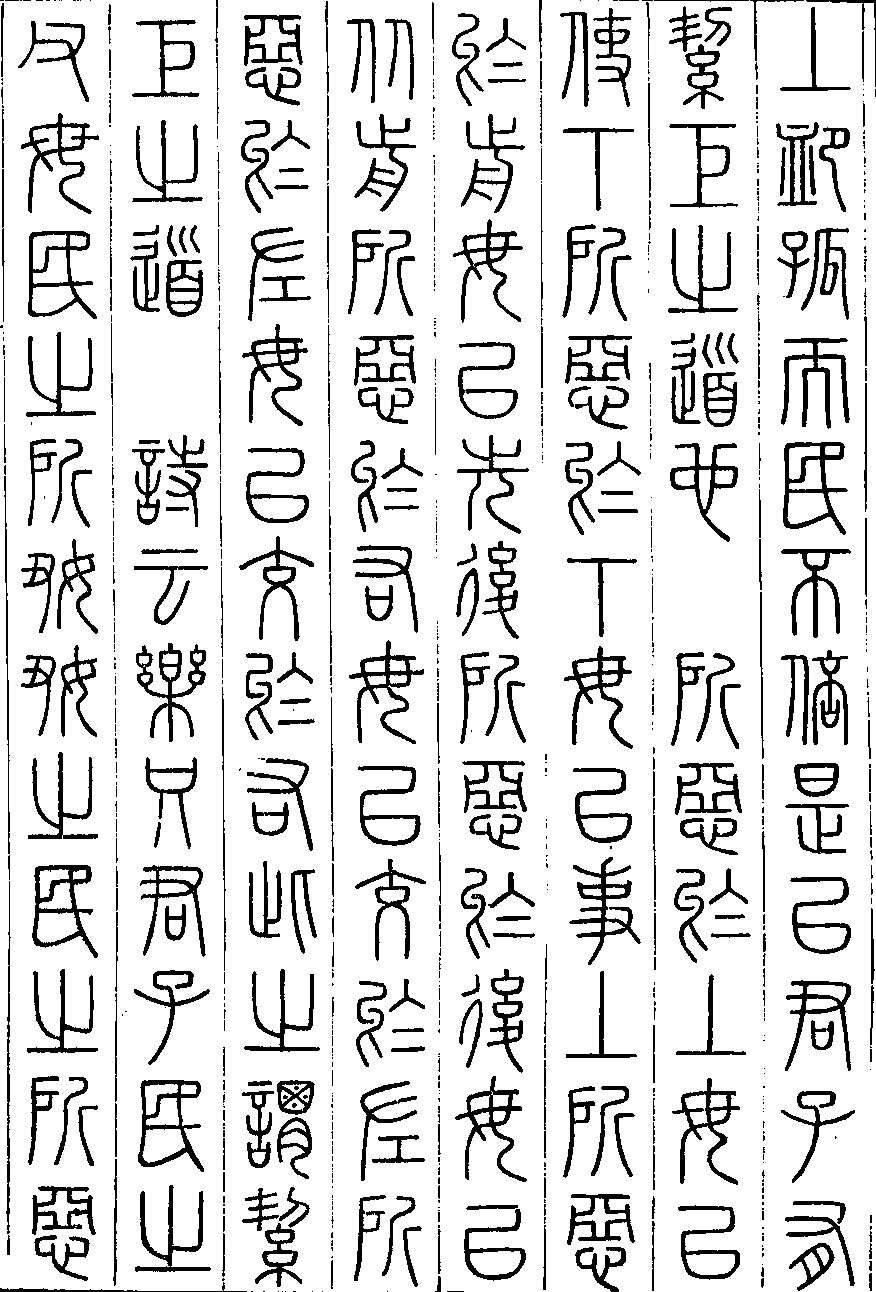 上卹孤而民不倍是以君子有
絜巨之道也　所惡於上毋以
使下所惡於下毋以事上所惡
於前毋以先後所惡於後毋以
从前所惡於右毋以交於左所
惡於左毋以交於右此之謂絜
巨之道　詩云樂只君子民之
父母民之所好好之民之所惡